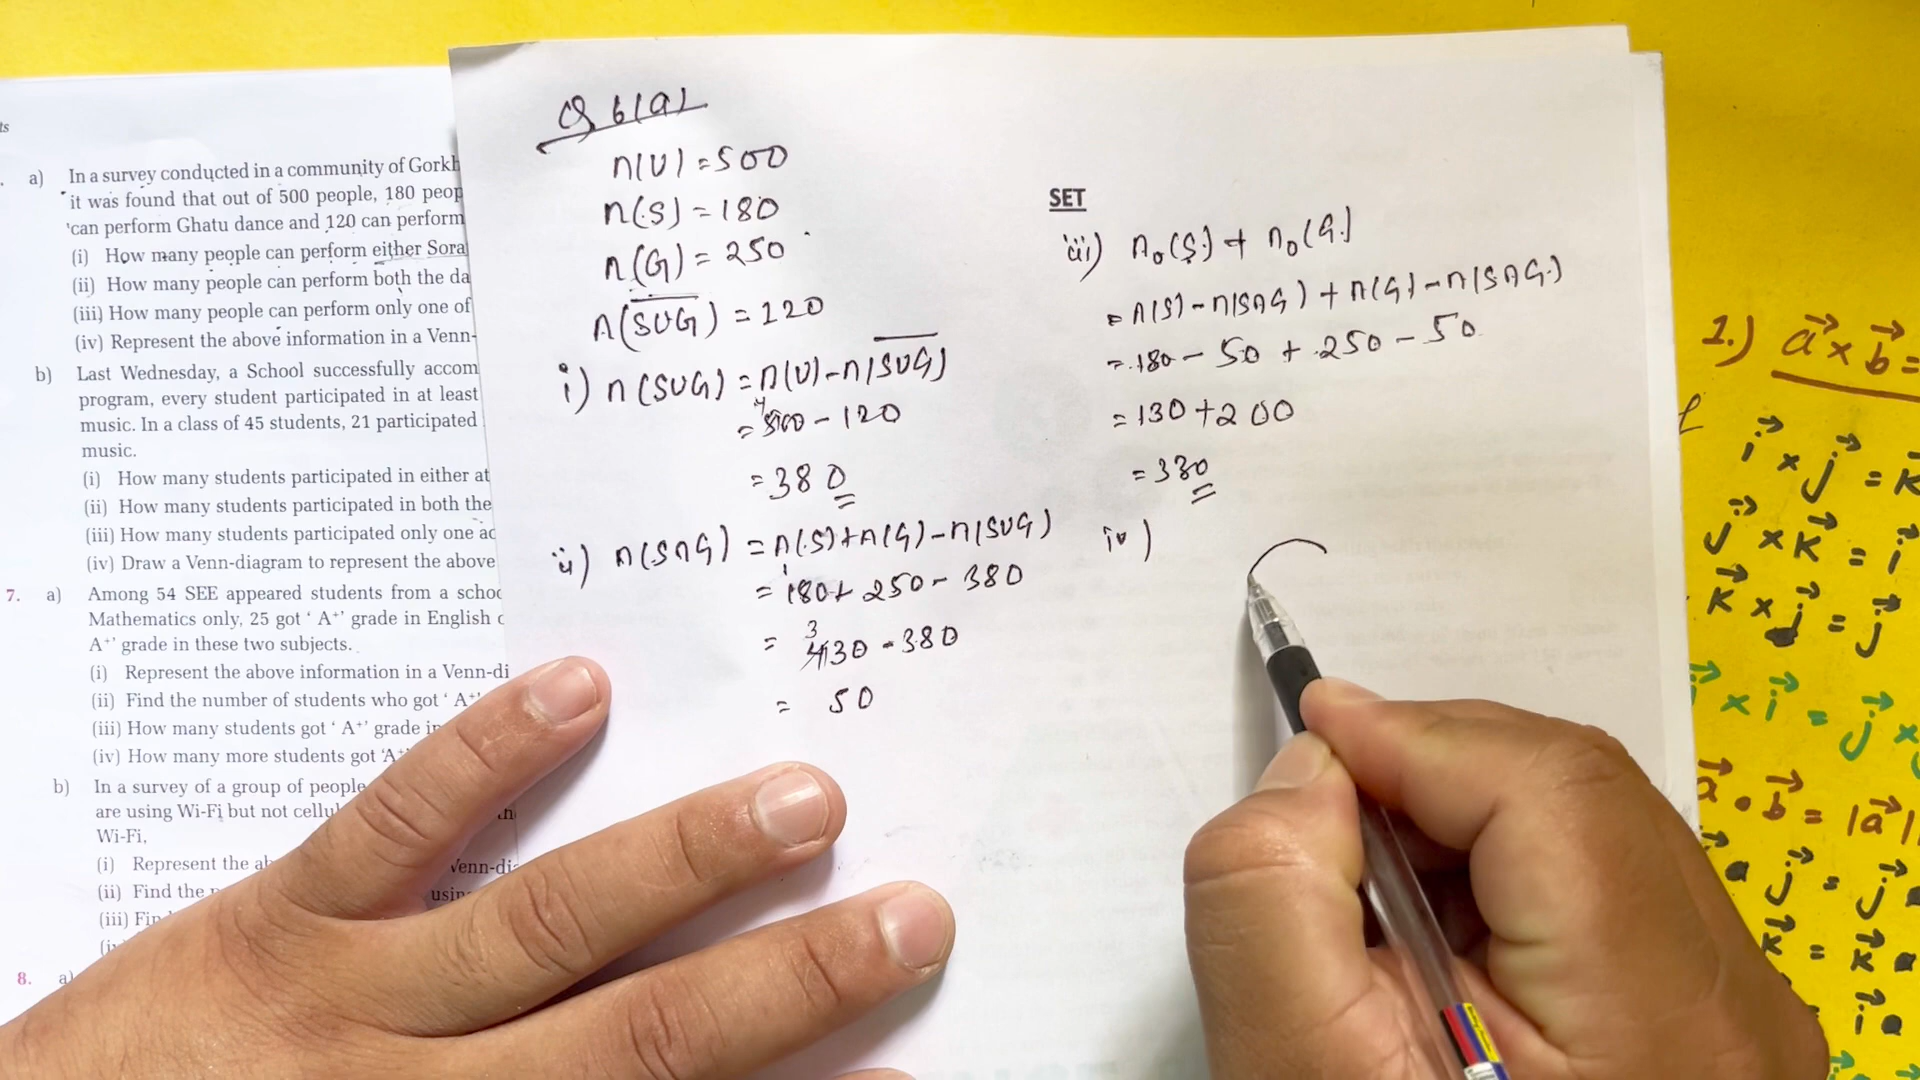 ts
a) In a survey conducted in a community of Gorkh
it was found that out of 500 people, 180 peop
can perform Ghatu dance and 120 can perform
(i) How many people can perform either Sora
(ii) How many people can perform both the da
(iii) How many people can perform only one of
(iv) Represent the above information in a Venn-
b) Last Wednesday, a School successfully accom
program, every student participated in at least
music. In a class of 45 students, 21 participated
music.
(i) How many students participated in either at
(ii) How many students participated in both the
(iii) How many students participated only one ac
(iv) Draw a Venn-diagram to represent the above
7. a) Among 54 SEE appeared students from a schoo
Mathematics only, 25 got ' A⁺' grade in English
A⁺' grade in these two subjects.
(i) Represent the above information in a Venn-di
(ii) Find the number of students who got ' A⁺'
(iii) How many students got ' A⁺' grade in
(iv) How many more students got 'A⁺'
b) In a survey of a group of people
are using Wi-Fi but not cellu
Wi-Fi,
(i) Represent the ab Venn-di
(ii) Find the using
(iii) Fin
8. a)
Q 6(a)
n(U) = 500
n(S) = 180
n(G) = 250
n(S̅U̅G̅) = 120
i) n(SUG) = n(U) - n(S̅U̅G̅)
= 500 - 120
= 380
ii) n(S∩G) = n(S) + n(G) - n(SUG)
= 180 + 250 - 380
= 430 - 380
= 50
SET
iii) n₀(S) + n₀(G)
= n(S) - n(S∩G) + n(G) - n(S∩G)
= 180 - 50 + 250 - 50
= 130 + 200
= 330
iv)
1.) a⃗ × b⃗ =
i⃗ × j⃗ = k⃗
j⃗ × k⃗ = i⃗
k⃗ × j⃗ = j⃗
i⃗ × i⃗ = j⃗ ×
a⃗ • b⃗ = |a⃗|
j⃗ = j⃗
k⃗ = k⃗
= i